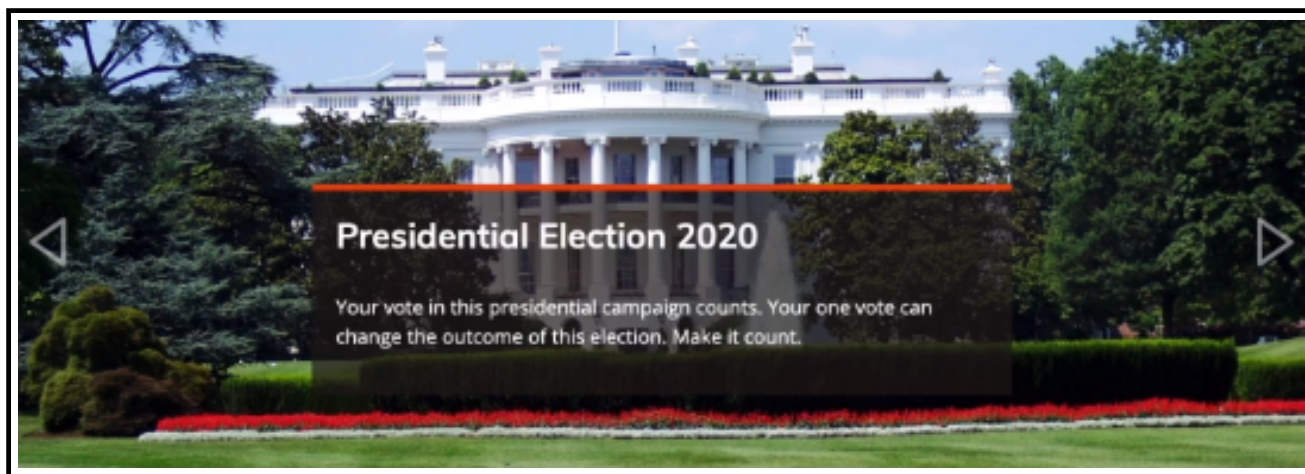 Presidential Election 2020
Your vote in this presidential campaign counts. Your one vote can
change the outcome of this election. Make it count.